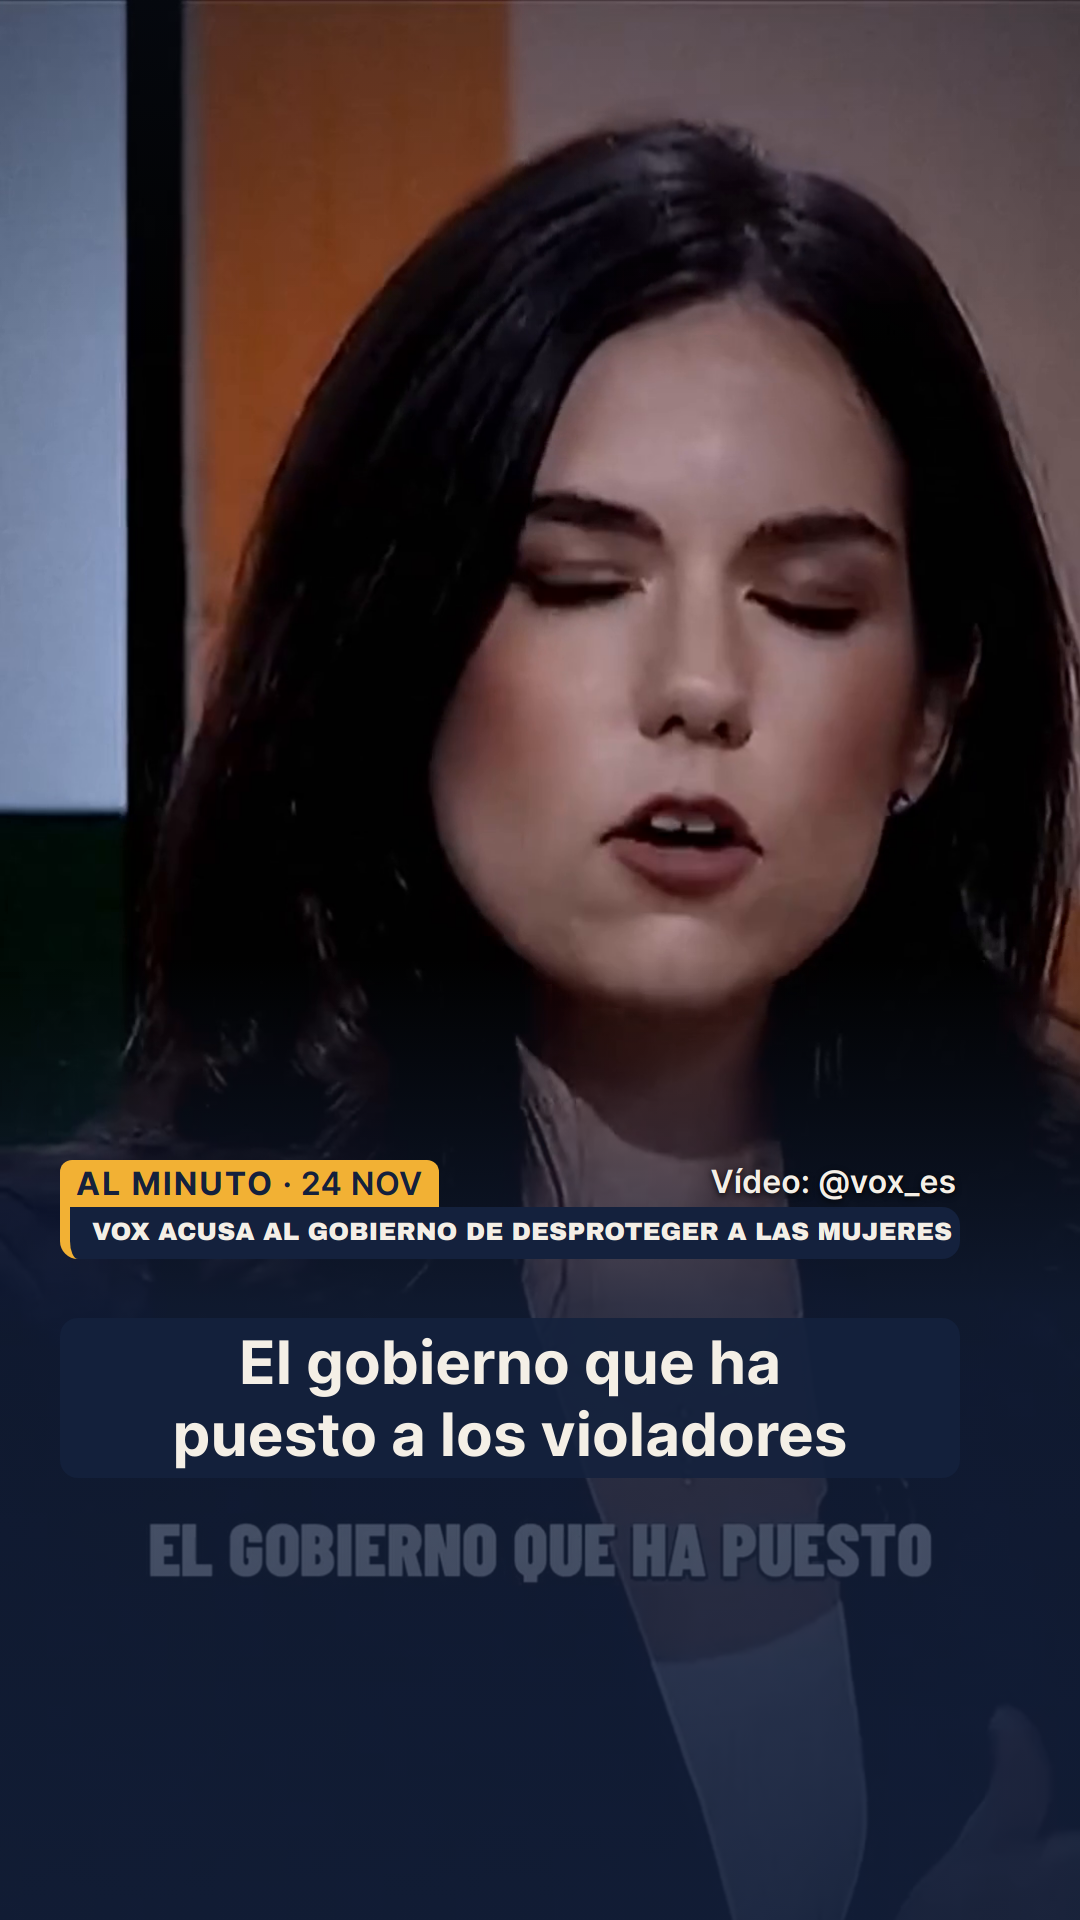 AL MINUTO · 24 NOV
Vídeo: @vox_es
VOX ACUSA AL GOBIERNO DE DESPROTEGER A LAS MUJERES
El gobierno que ha
puesto a los violadores
EL GOBIERNO QUE HA PUESTO